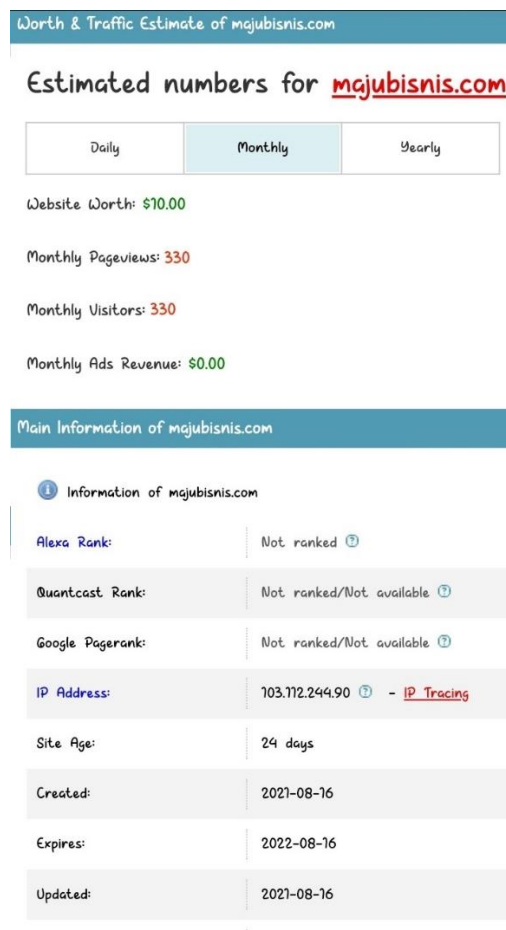 Worth & Traffic Estimate of majubisnis.com
Estimated numbers for majubisnis.com
Daily Monthly Yearly
Website Worth: $10.00
Monthly Pageviews: 330
Monthly Visitors: 330
Monthly Ads Revenue: $0.00
Main Information of majubisnis.com
Information of majubisnis.com
Alexa Rank: Not ranked
Quantcast Rank: Not ranked/Not available
Google Pagerank: Not ranked/Not available
IP Address: 103.112.244.90 - IP Tracing
Site Age: 24 days
Created: 2021-08-16
Expires: 2022-08-16
Updated: 2021-08-16